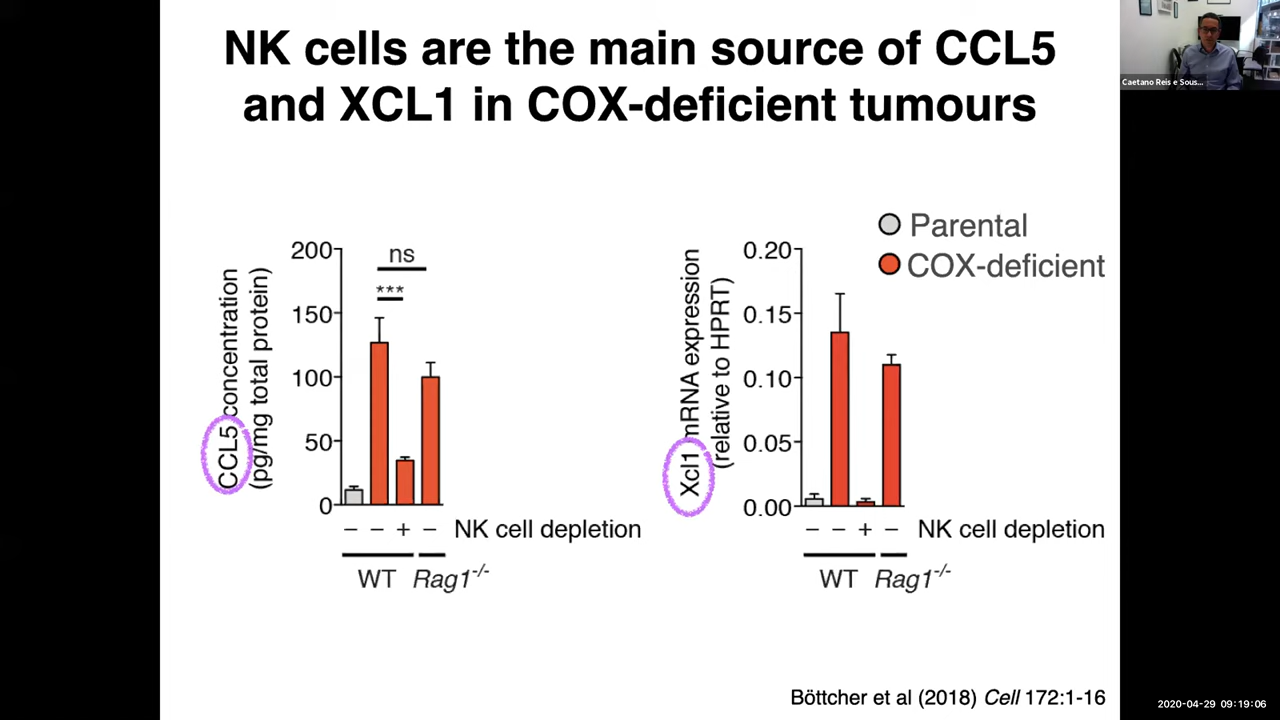 NK cells are the main source of CCL5
and XCL1 in COX-deficient tumours
Caetano Reis e Sous...
Parental
COX-deficient
CCL5 concentration
(pg/mg total protein)
200
150
100
50
0
ns
***
– – + – NK cell depletion
WT Rag1-/-
Xcl1 mRNA expression
(relative to HPRT)
0.20
0.15
0.10
0.05
0.00
– – + – NK cell depletion
WT Rag1-/-
Böttcher et al (2018) Cell 172:1-16
2020-04-29 09:19:06